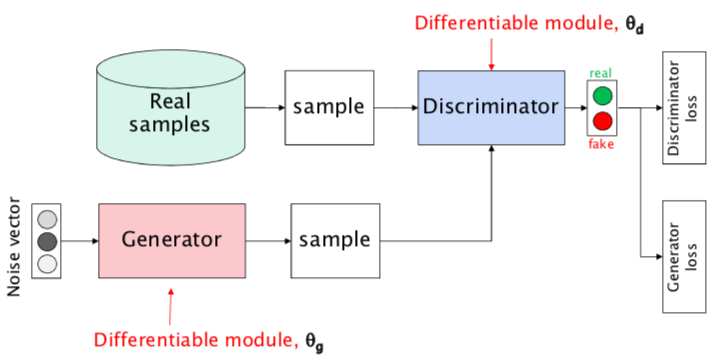 Differentiable module, θd
Real
samples
sample
Discriminator
real
fake
Discriminator
loss
Noise vector
Generator
sample
Generator
loss
Differentiable module, θg